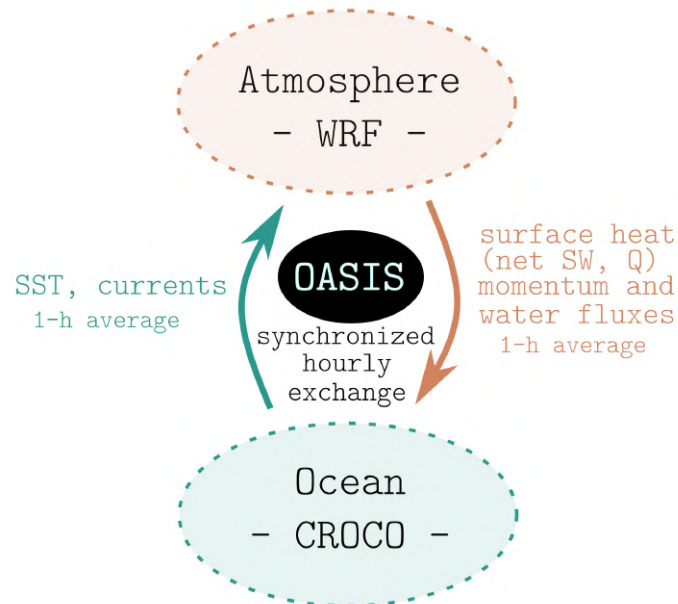 Atmosphere
- WRF -
SST, currents
1-h average
OASIS
synchronized
hourly
exchange
surface heat
(net SW, Q)
momentum and
water fluxes
1-h average
Ocean
- CROCO -